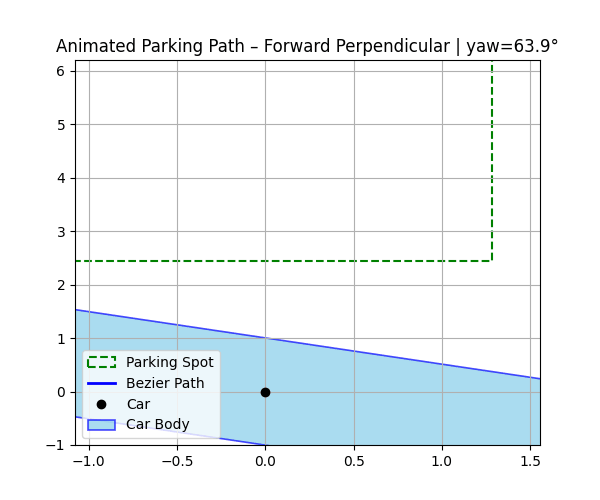 Animated Parking Path – Forward Perpendicular | yaw=63.9°
6
5
4
3
2
1
0
−1
Parking Spot
Bezier Path
Car
Car Body
−1.0 −0.5 0.0 0.5 1.0 1.5